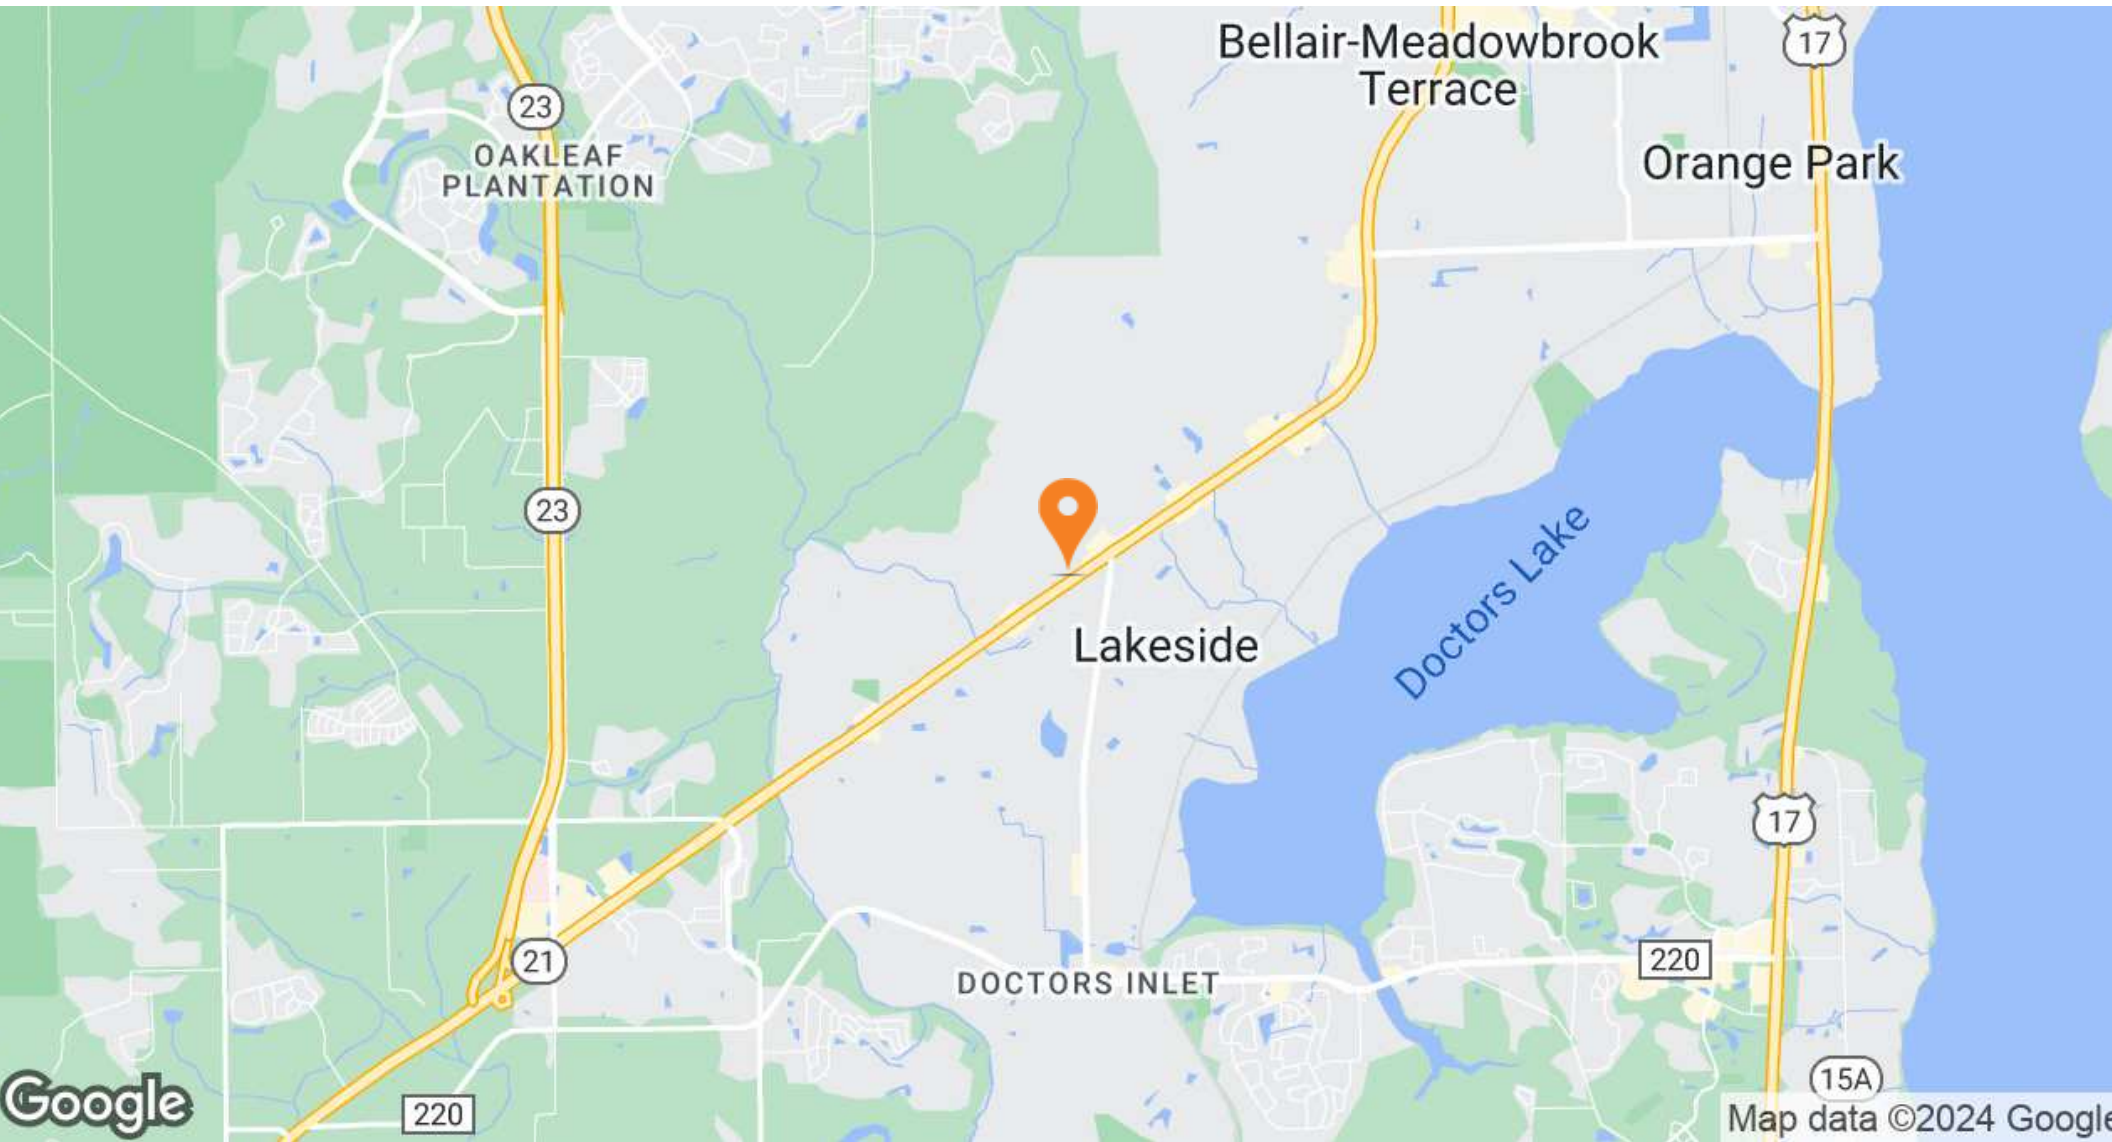 Bellair-Meadowbrook
Terrace
17
23
OAKLEAF
PLANTATION
Orange Park
23
Doctors Lake
Lakeside
17
21
220
DOCTORS INLET
15A
220
Google
Map data ©2024 Google